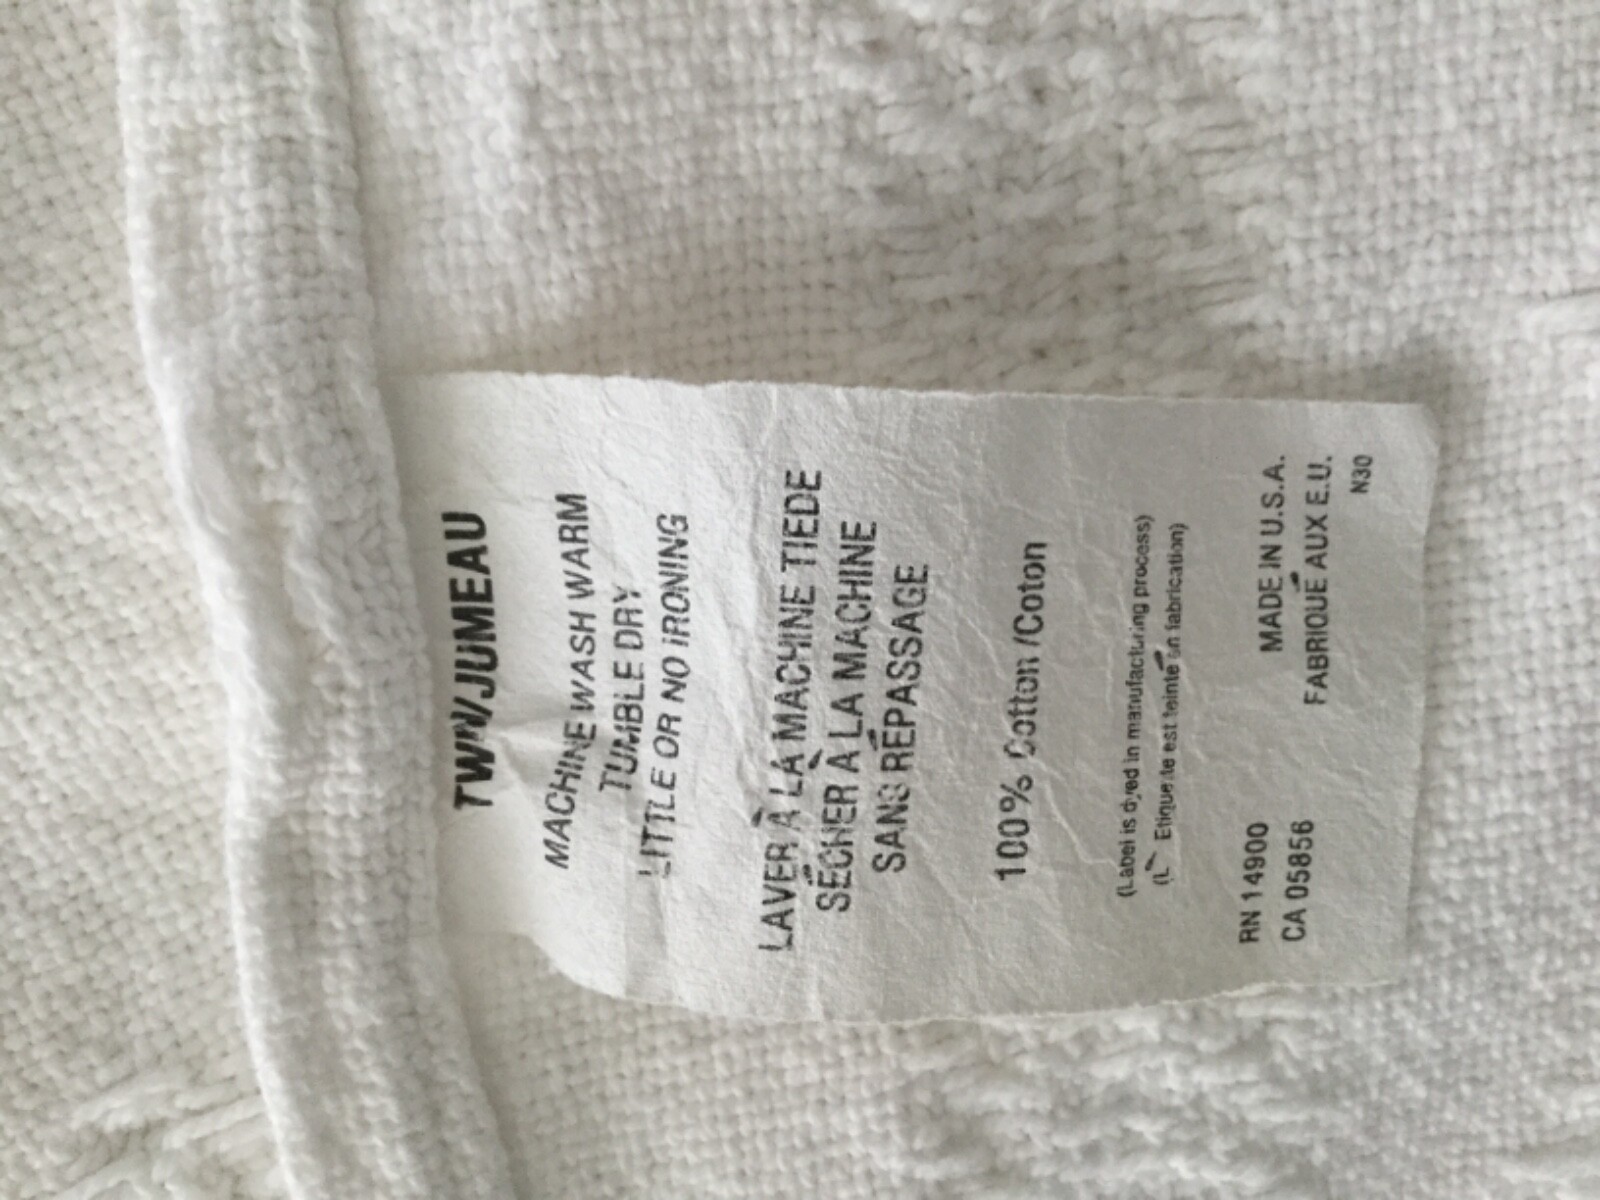 TWIN/JUMEAU
MACHINE WASH WARM
TUMBLE DRY
LITTLE OR NO IRONING
LAVER À LA MACHINE TIEDE
SÉCHER À LA MACHINE
SANS RÉPASSAGE
100% Cotton/Coton
(Label is dyed in manufacturing process)
(L' Etiquette est teinte en fabrication)
RN 14900 MADE IN U.S.A.
CA 05856 FABRIQUÉ AUX E.U.
N30